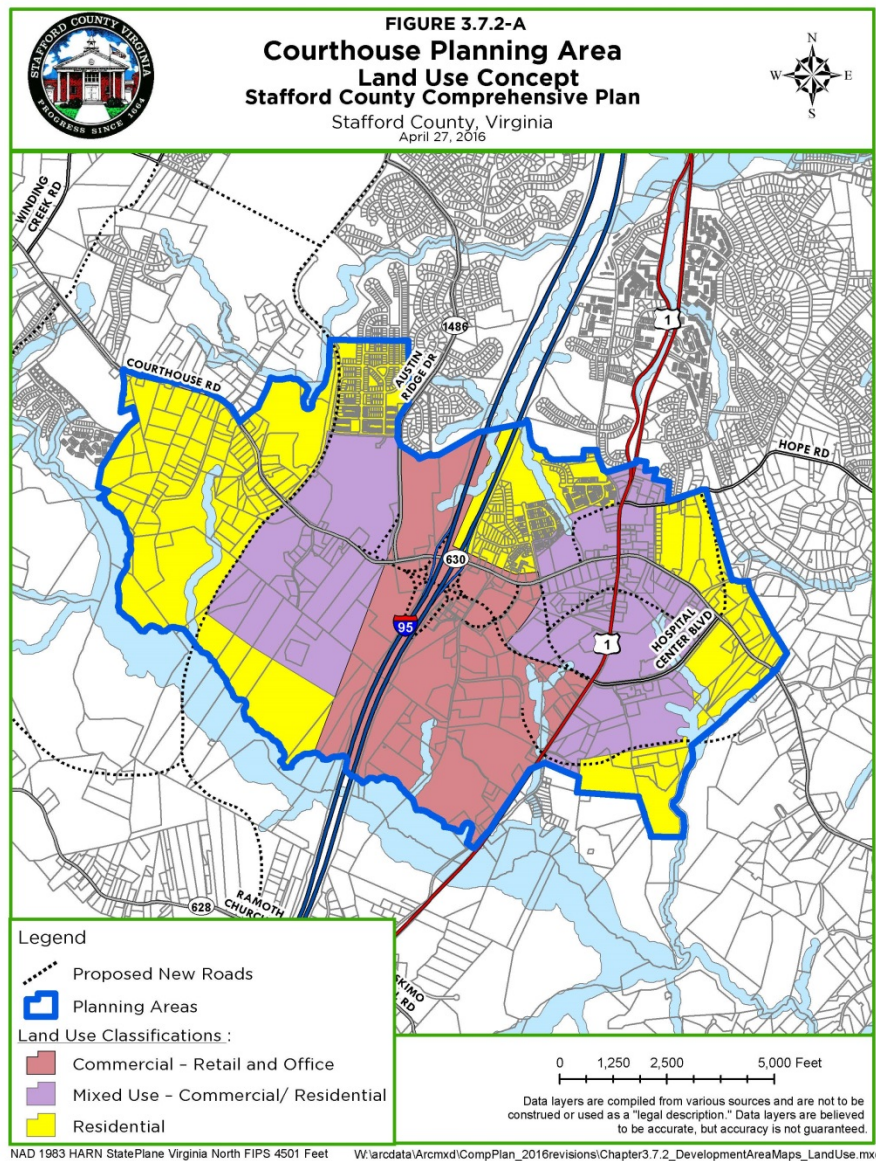 FIGURE 3.7.2-A
Courthouse Planning Area
Land Use Concept
Stafford County Comprehensive Plan
Stafford County, Virginia
April 27, 2016
STAFFORD COUNTY VIRGINIA
PROGRESS SINCE 1664
N
W E
S
WINDING
CREEK RD
1486
1
COURTHOUSE RD
AUSTIN
RIDGE DR
HOPE RD
630
95
1
HOSPITAL
CENTER BLVD
628
RAMOTH
CHURC
SKIMO
RD
Legend
Proposed New Roads
Planning Areas
Land Use Classifications :
Commercial – Retail and Office
Mixed Use – Commercial/ Residential
Residential
0 1,250 2,500 5,000 Feet
Data layers are compiled from various sources and are not to be
construed or used as a "legal description." Data layers are believed
to be accurate, but accuracy is not guaranteed.
NAD 1983 HARN StatePlane Virginia North FIPS 4501 Feet W:\arcdata\Arcmxd\CompPlan_2016revisions\Chapter3.7.2_DevelopmentAreaMaps_LandUse.mx